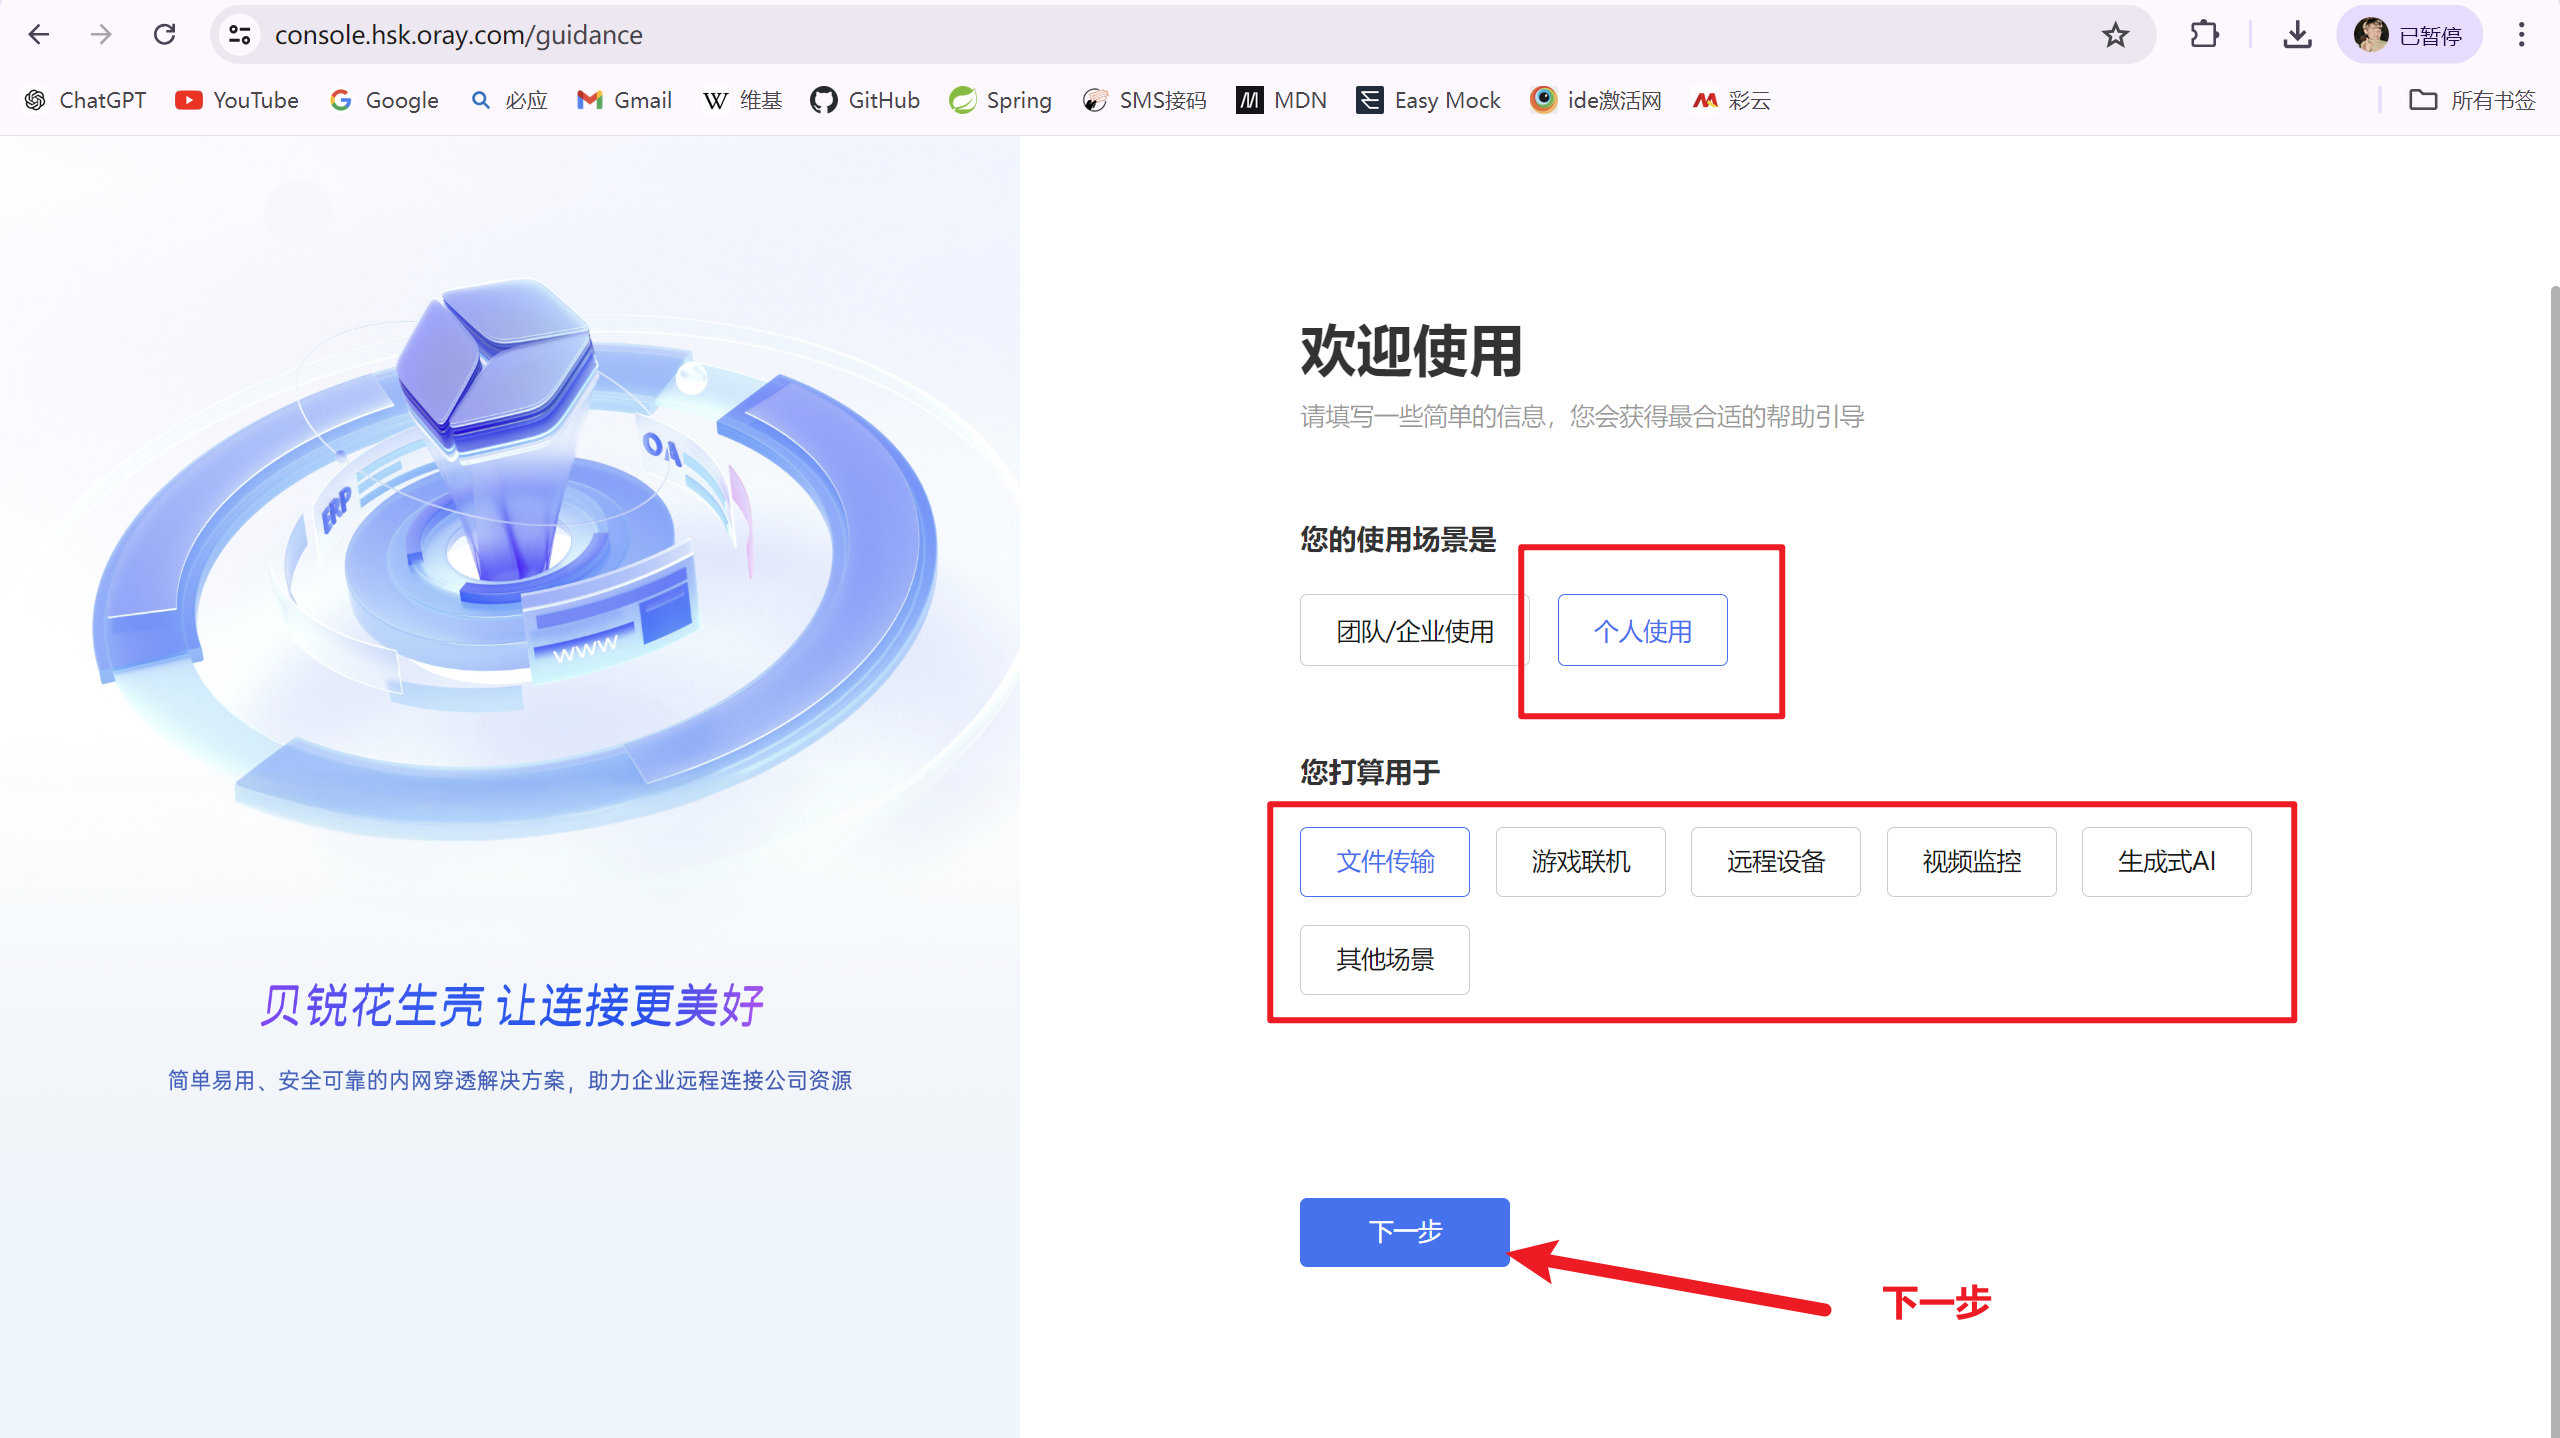 console.hsk.oray.com/guidance
已暂停
ChatGPT YouTube Google 必应 Gmail 维基 GitHub Spring SMS接码 MDN Easy Mock ide激活网 彩云 所有书签
OA
ERP
www
贝锐花生壳 让连接更美好
简单易用、安全可靠的内网穿透解决方案，助力企业远程连接公司资源
欢迎使用
请填写一些简单的信息，您会获得最合适的帮助引导
您的使用场景是
团队/企业使用 个人使用
您打算用于
文件传输 游戏联机 远程设备 视频监控 生成式AI
其他场景
下一步
下一步